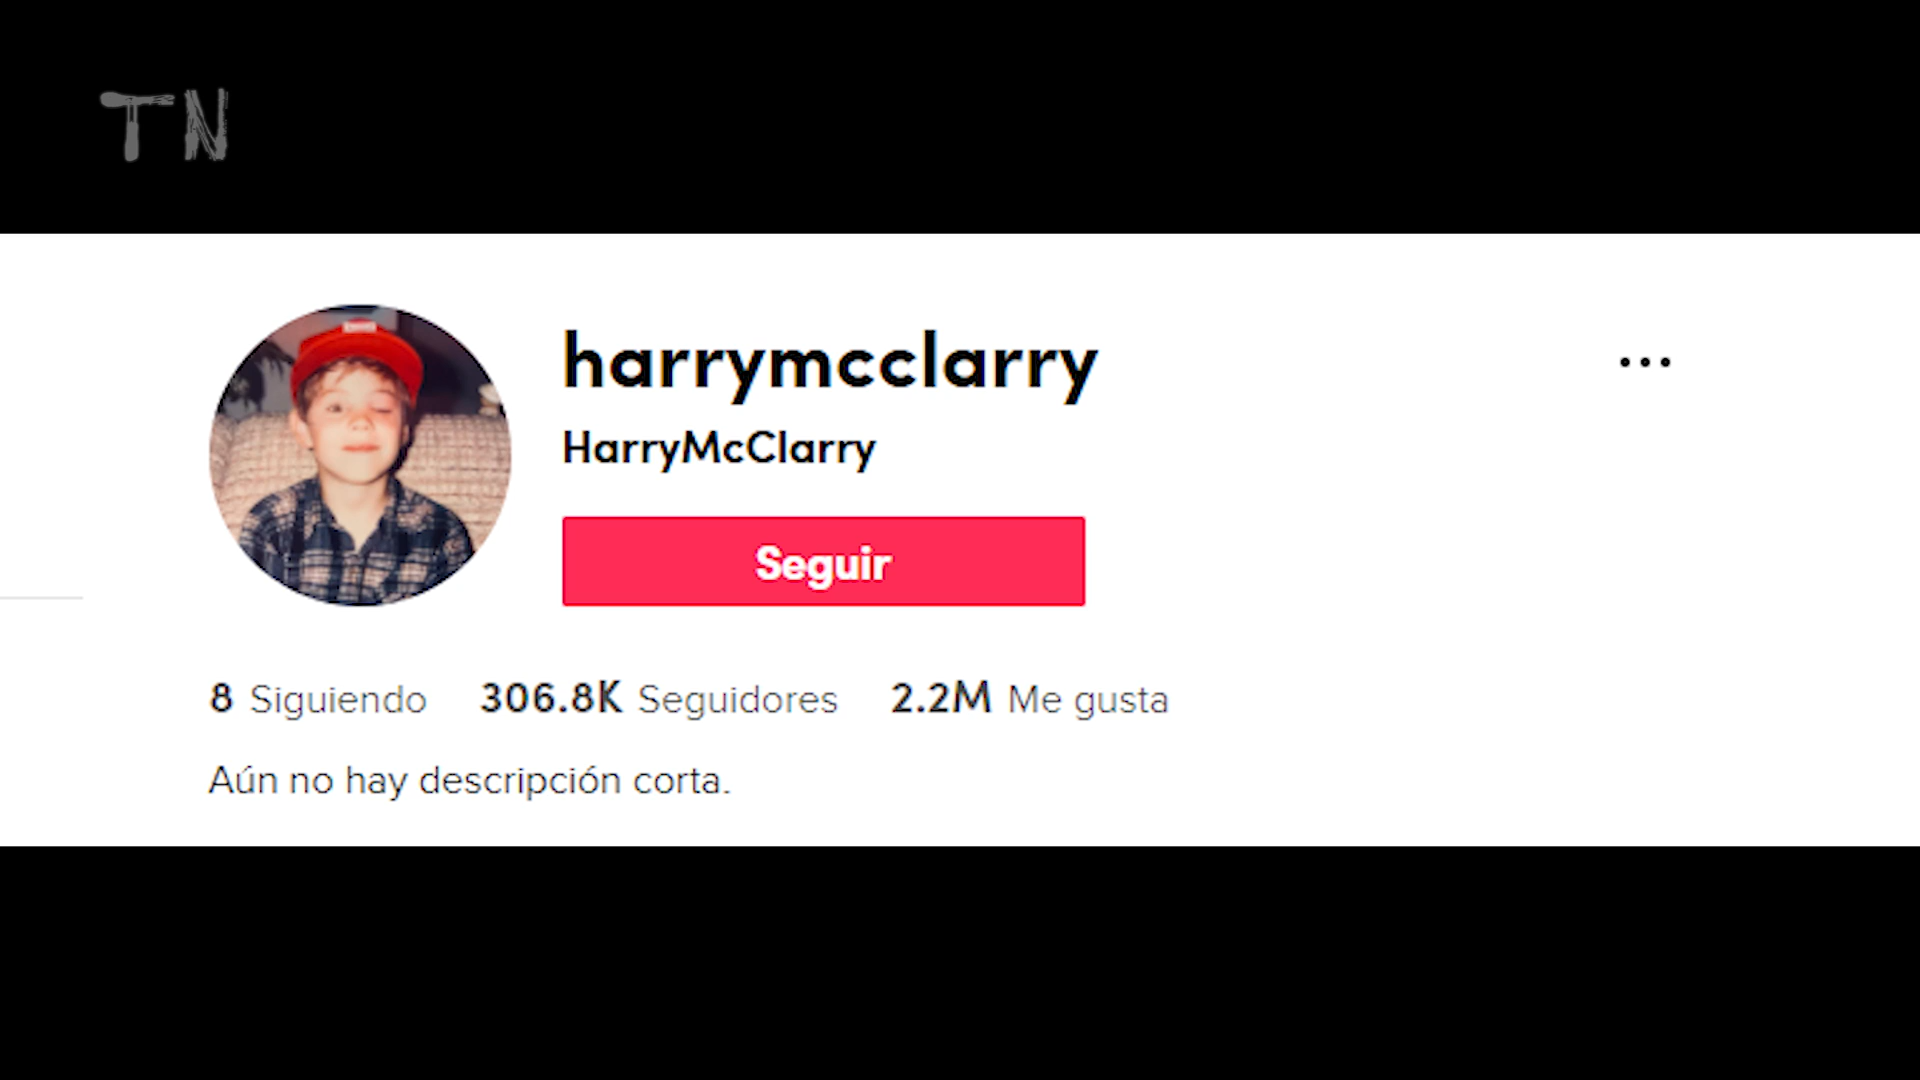 TN
harrymcclarry
HarryMcClarry
Seguir
8 Siguiendo 306.8K Seguidores 2.2M Me gusta
Aún no hay descripción corta.